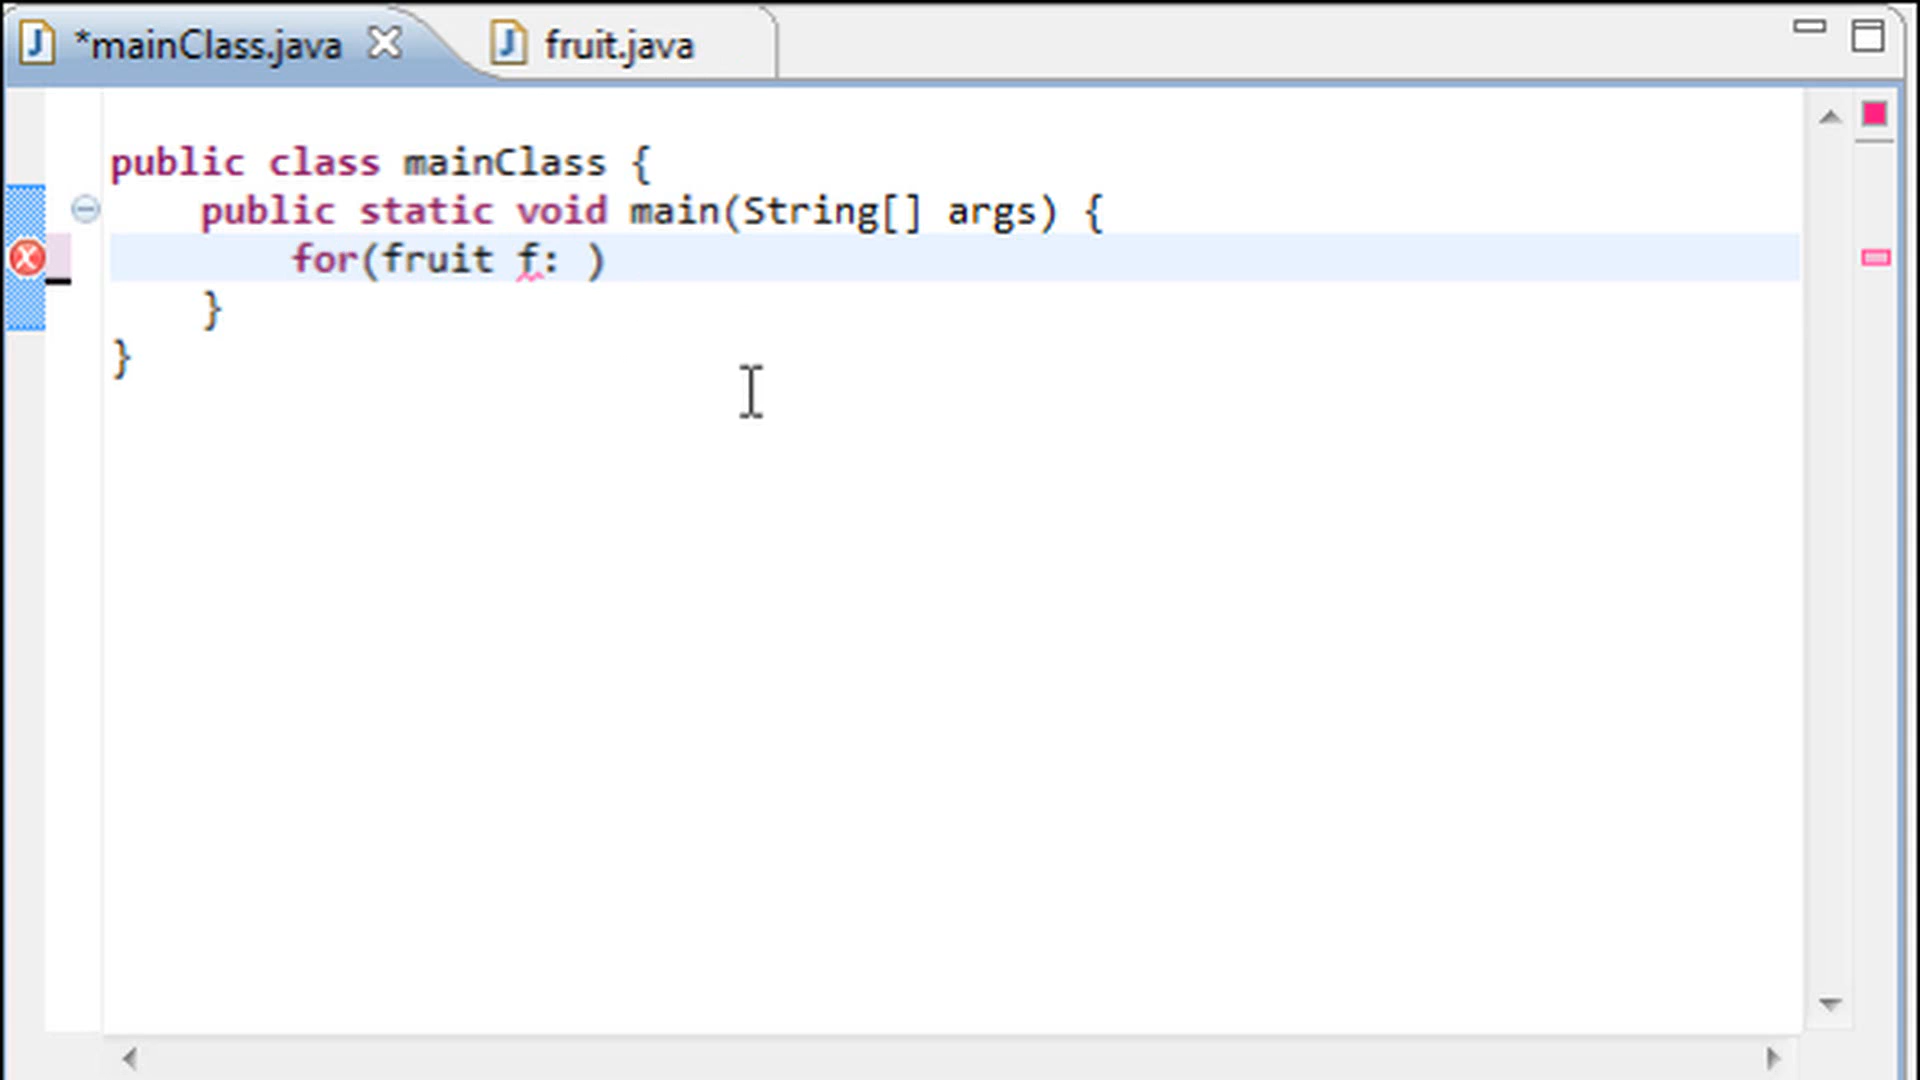 *mainClass.java fruit.java
public class mainClass {
public static void main(String[] args) {
for(fruit f: )
}
}